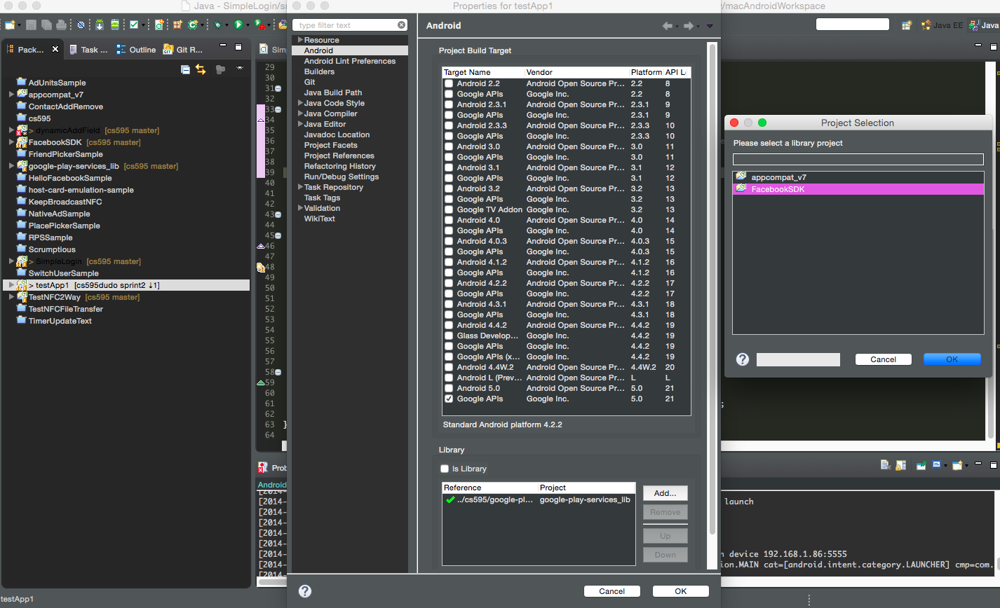 Java - SimpleLogin/s
Properties for testApp1
/macAndroidWorkspace
Java EE
Java
Pack...
Task ...
Outline
Git R...
AdUnitsSample
appcompat_v7
ContactAddRemove
cs595
> dynamicAddField [cs595 master]
FacebookSDK [cs595 master]
FriendPickerSample
google-play-services_lib [cs595 master]
HelloFacebookSample
host-card-emulation-sample
KeepBroadcastNFC
NativeAdSample
PlacePickerSample
RPSSample
Scrumptious
> SimpleLogin [cs595 master]
SwitchUserSample
> testApp1 [cs595dudo sprint2 ↓1]
TestNFC2Way [cs595 master]
TestNFCFileTransfer
TimerUpdateText
testApp1
Sim
29
30
31
32
33
34
35
36
37
38
39
40
41
42
43
44
45
46
47
48
49
50
51
52
53
54
55
56
57
58
59
60
61
62
63 }
64
Prob
Android
[2014-
[2014-
[2014-
[2014-
[2014-
[2014-
[2014-
[2014-
[2014-
type filter text
Resource
Android
Android Lint Preferences
Builders
Git
Java Build Path
Java Code Style
Java Compiler
Java Editor
Javadoc Location
Project Facets
Project References
Refactoring History
Run/Debug Settings
Task Repository
Task Tags
Validation
WikiText
Android
Project Build Target
Target Name Vendor Platform API L
Android 2.2 Android Open Source Pr... 2.2 8
Google APIs Google Inc. 2.2 8
Android 2.3.1 Android Open Source Pr... 2.3.1 9
Google APIs Google Inc. 2.3.1 9
Android 2.3.3 Android Open Source Pr... 2.3.3 10
Google APIs Google Inc. 2.3.3 10
Android 3.0 Android Open Source Pr... 3.0 11
Google APIs Google Inc. 3.0 11
Android 3.1 Android Open Source Pr... 3.1 12
Google APIs Google Inc. 3.1 12
Android 3.2 Android Open Source Pr... 3.2 13
Google APIs Google Inc. 3.2 13
Google TV Addon Google Inc. 3.2 13
Android 4.0 Android Open Source Pr... 4.0 14
Google APIs Google Inc. 4.0 14
Android 4.0.3 Android Open Source Pr... 4.0.3 15
Google APIs Google Inc. 4.0.3 15
Android 4.1.2 Android Open Source Pr... 4.1.2 16
Google APIs Google Inc. 4.1.2 16
Android 4.2.2 Android Open Source Pr... 4.2.2 17
Google APIs Google Inc. 4.2.2 17
Android 4.3.1 Android Open Source Pr... 4.3.1 18
Google APIs Google Inc. 4.3.1 18
Android 4.4.2 Android Open Source Pr... 4.4.2 19
Glass Develop... Google Inc. 4.4.2 19
Google APIs Google Inc. 4.4.2 19
Google APIs (x... Google Inc. 4.4.2 19
Android 4.4W.2 Android Open Source Pr... 4.4W.2 20
Android L (Prev... Android Open Source Pr... L L
Android 5.0 Android Open Source Pr... 5.0 21
Google APIs Google Inc. 5.0 21
Standard Android platform 4.2.2
Library
Is Library
Reference Project
../cs595/google-pl... google-play-services_lib
Add...
Remove
Up
Down
?
Cancel
OK
Project Selection
Please select a library project
appcompat_v7
FacebookSDK
?
Cancel
OK
;
launch
n device 192.168.1.86:5555
ion.MAIN cat=[android.intent.category.LAUNCHER] cmp=com.